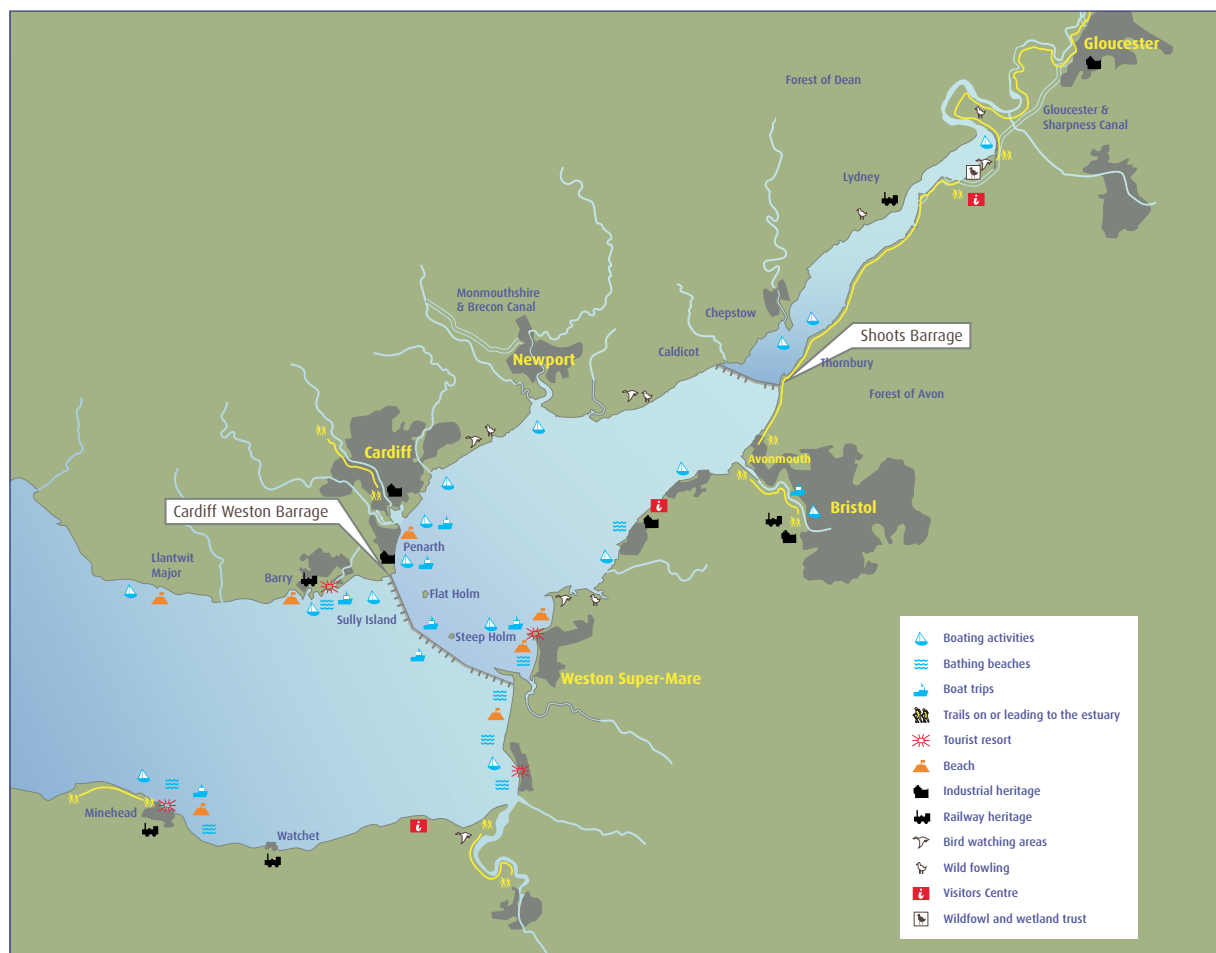 Gloucester
Forest of Dean
Gloucester &
Sharpness Canal
Lydney
Monmouthshire
& Brecon Canal
Chepstow
Shoots Barrage
Newport
Caldicot
Thornbury
Forest of Avon
Cardiff
Avonmouth
Bristol
Cardiff Weston Barrage
Penarth
Llantwit
Major
Barry
Flat Holm
Sully Island
Steep Holm
Weston Super-Mare
Minehead
Watchet
Boating activities
Bathing beaches
Boat trips
Trails on or leading to the estuary
Tourist resort
Beach
Industrial heritage
Railway heritage
Bird watching areas
Wild fowling
i Visitors Centre
Wildfowl and wetland trust